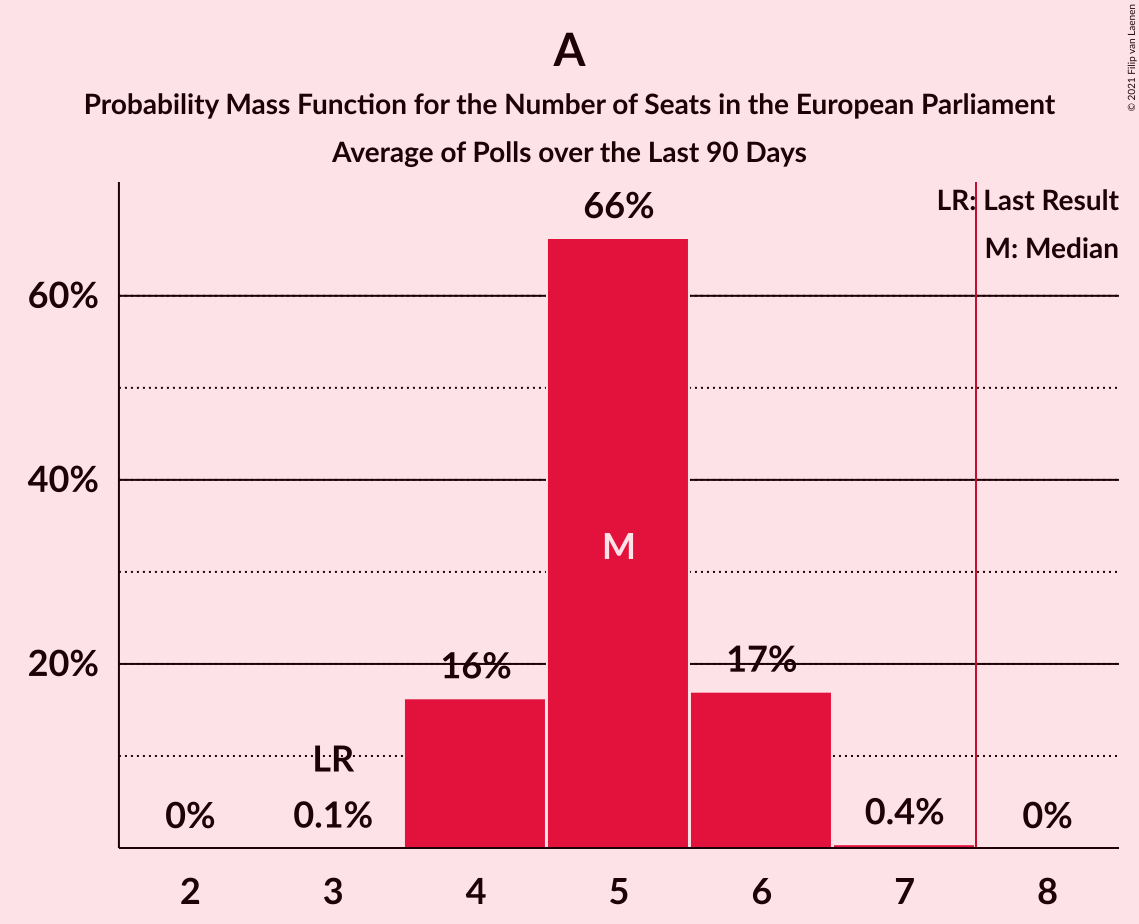 A
Probability Mass Function for the Number of Seats in the European Parliament
Average of Polls over the Last 90 Days
© 2021 Filip van Laenen
LR: Last Result
M: Median
66%
60%
40%
M
20%
16%
17%
LR
0%
0.1%
0.4%
0%
2
3
4
5
6
7
8